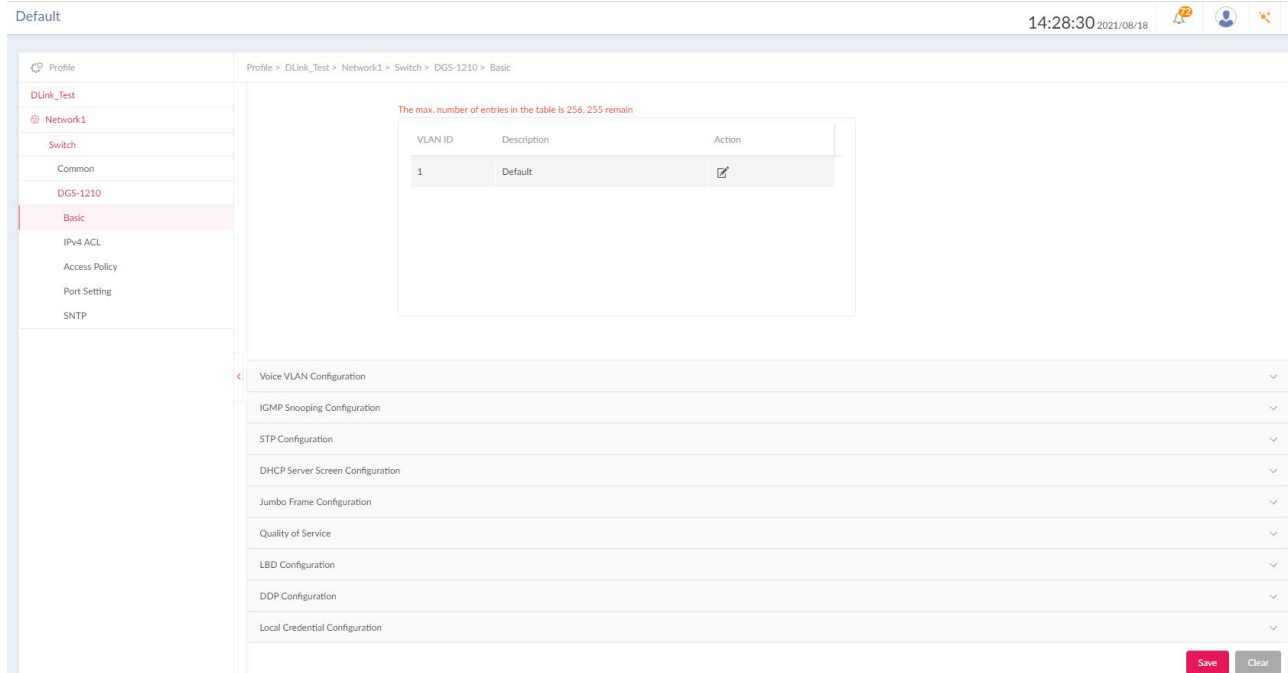 Default
14:28:30 2021/08/18
72
Profile
Profile > DLink_Test > Network1 > Switch > DGS-1210 > Basic
DLink_Test
Network1
Switch
Common
DGS-1210
Basic
IPv4 ACL
Access Policy
Port Setting
SNTP
The max. number of entries in the table is 256, 255 remain
VLAN ID Description Action
1 Default
Voice VLAN Configuration
IGMP Snooping Configuration
STP Configuration
DHCP Server Screen Configuration
Jumbo Frame Configuration
Quality of Service
LBD Configuration
DDP Configuration
Local Credential Configuration
Save Clear